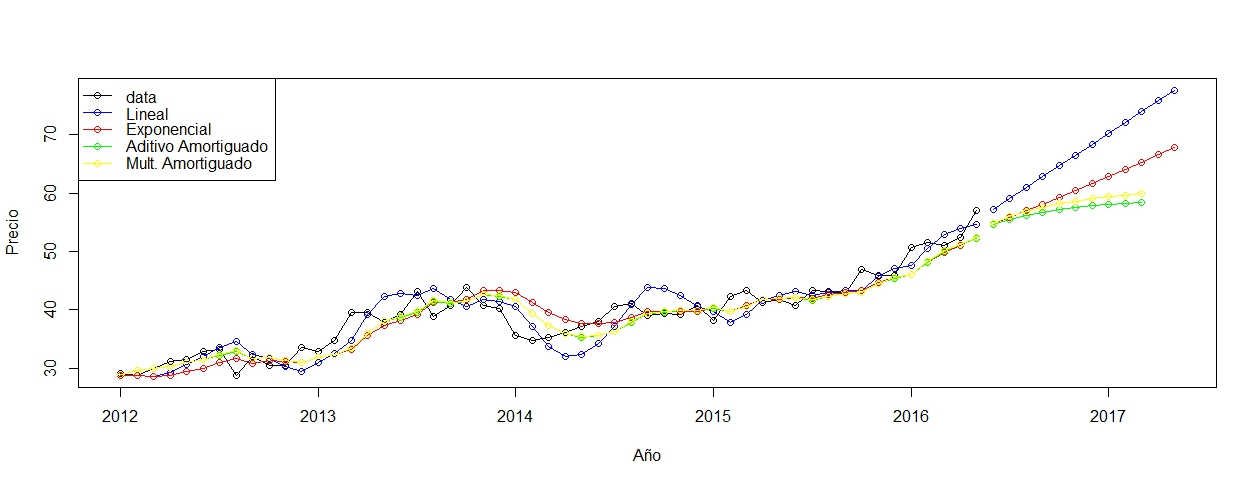 data
Lineal
Exponencial
Aditivo Amortiguado
Mult. Amortiguado
70
60
50
40
30
Precio
2012 2013 2014 2015 2016 2017
Año